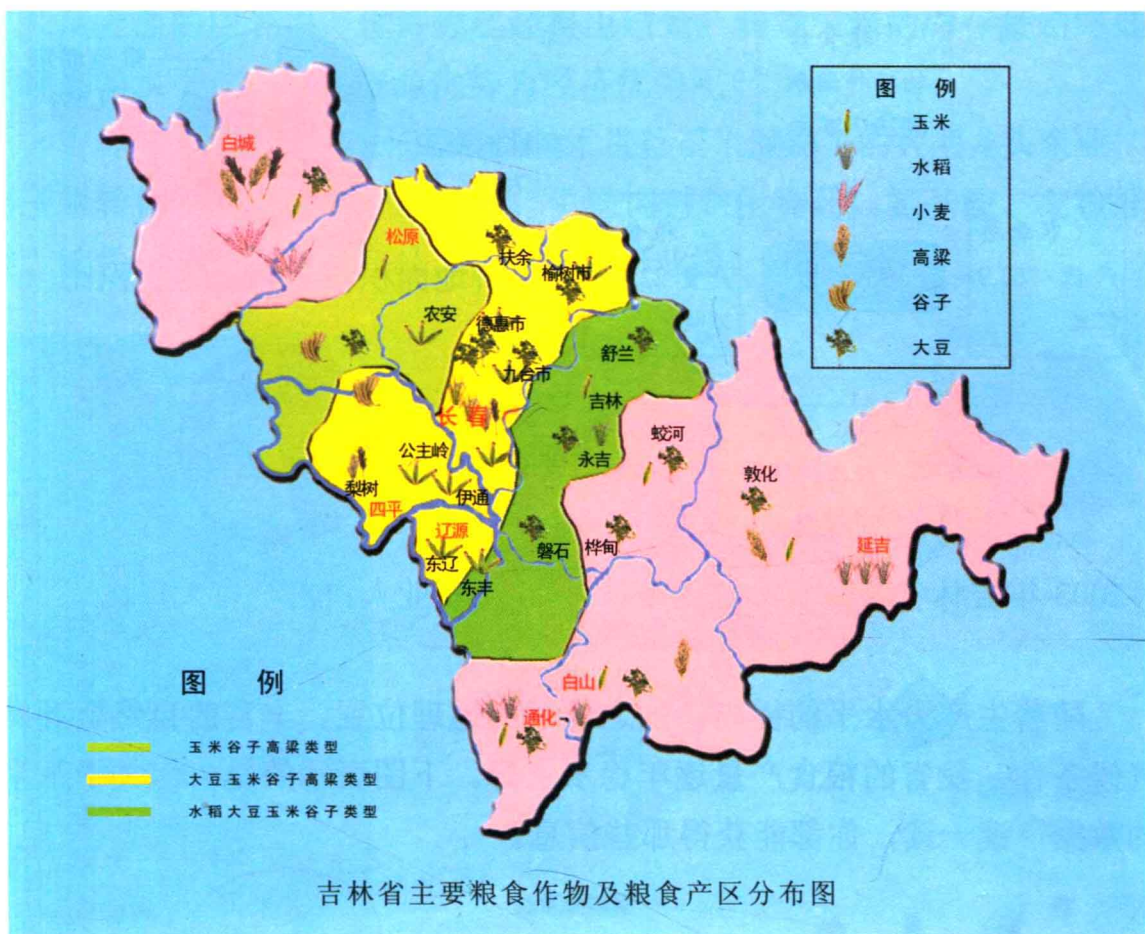 图 例
玉米
水稻
小麦
高粱
谷子
大豆
白城
松原
扶余
榆树市
农安
德惠市
九台市
舒兰
吉林
长春
永吉
蛟河
公主岭
敦化
梨树
伊通
四平
辽源
磐石
桦甸
延吉
东辽
东丰
白山
通化
图 例
玉米谷子高粱类型
大豆玉米谷子高粱类型
水稻大豆玉米谷子类型
吉林省主要粮食作物及粮食产区分布图